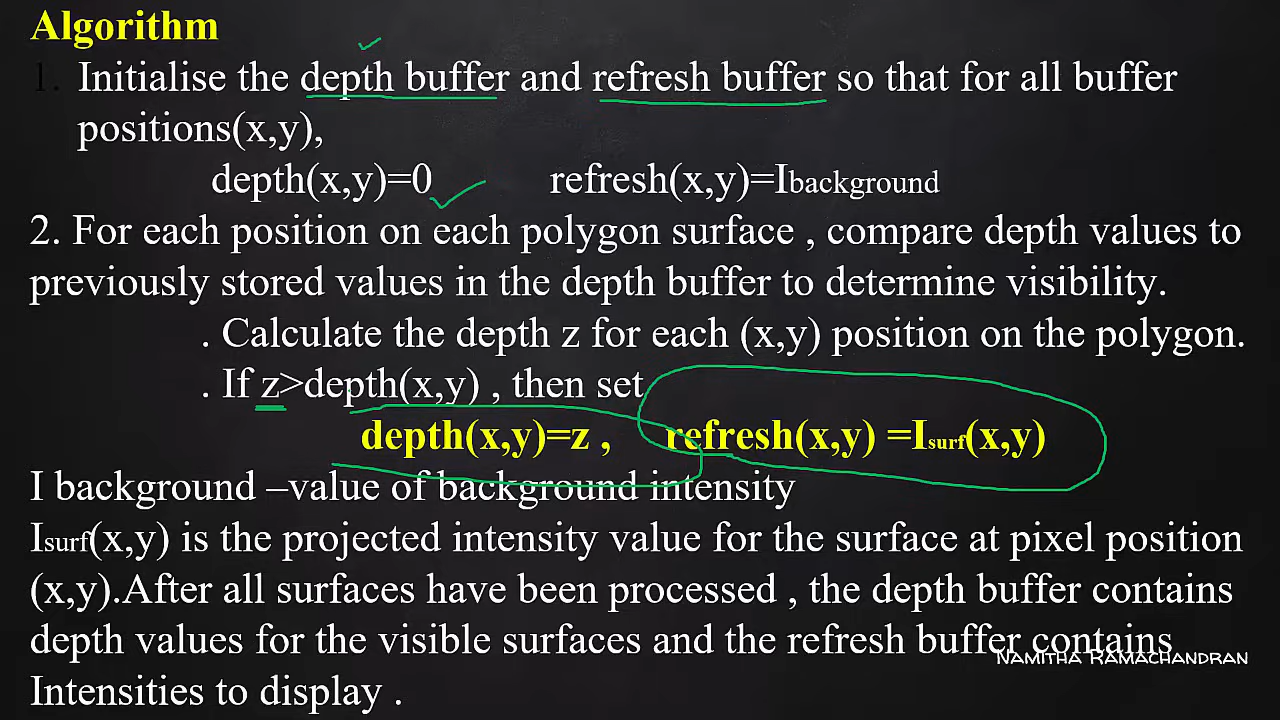 Algorithm
1. Initialise the depth buffer and refresh buffer so that for all buffer
positions(x,y),
depth(x,y)=0 refresh(x,y)=Ibackground
2. For each position on each polygon surface , compare depth values to
previously stored values in the depth buffer to determine visibility.
. Calculate the depth z for each (x,y) position on the polygon.
. If z>depth(x,y) , then set
depth(x,y)=z , refresh(x,y) =Isurf(x,y)
I background –value of background intensity
Isurf(x,y) is the projected intensity value for the surface at pixel position
(x,y).After all surfaces have been processed , the depth buffer contains
depth values for the visible surfaces and the refresh buffer contains
Intensities to display .
NAMITHA RAMACHANDRAN